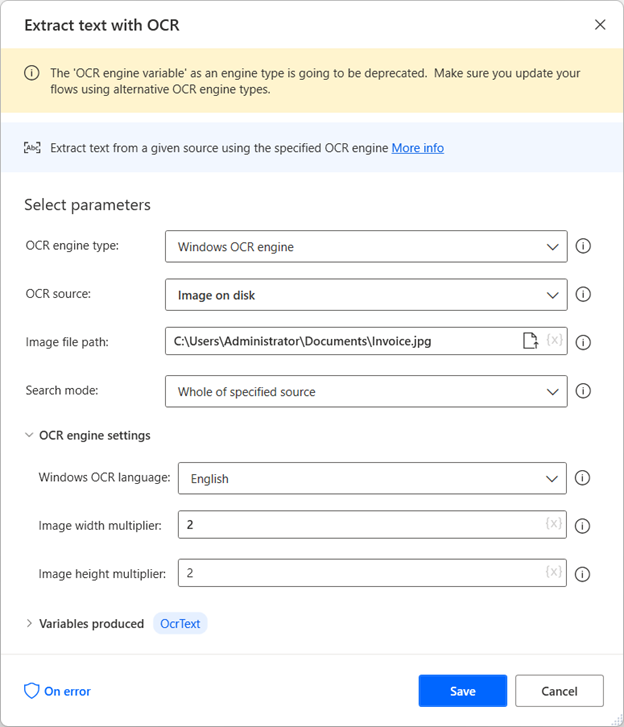 Extract text with OCR
The 'OCR engine variable' as an engine type is going to be deprecated. Make sure you update your
flows using alternative OCR engine types.
Abc Extract text from a given source using the specified OCR engine More info
Select parameters
OCR engine type: Windows OCR engine
OCR source: Image on disk
Image file path: C:\Users\Administrator\Documents\Invoice.jpg {x}
Search mode: Whole of specified source
OCR engine settings
Windows OCR language: English
Image width multiplier: 2 {x}
Image height multiplier: 2 {x}
Variables produced OcrText
On error Save Cancel